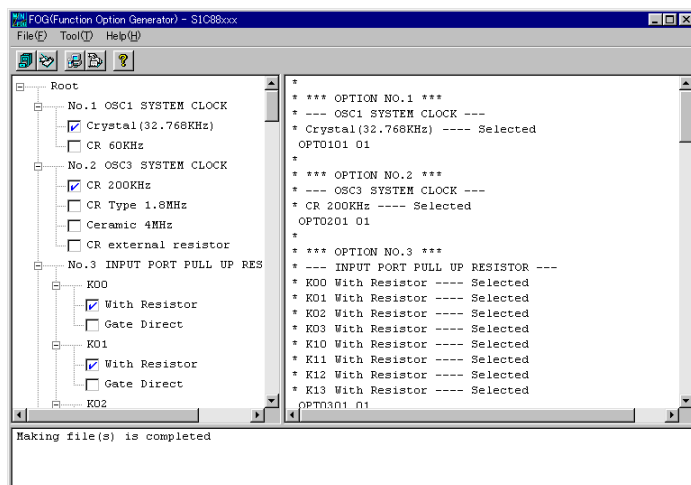 FOG(Function Option Generator) - S1C88xxx
File(F) Tool(T) Help(H)
Root
No.1 OSC1 SYSTEM CLOCK
Crystal(32.768KHz)
CR 60KHz
No.2 OSC3 SYSTEM CLOCK
CR 200KHz
CR Type 1.8MHz
Ceramic 4MHz
CR external resistor
No.3 INPUT PORT PULL UP RES
K00
With Resistor
Gate Direct
K01
With Resistor
Gate Direct
K02
*
* *** OPTION NO.1 ***
* --- OSC1 SYSTEM CLOCK ---
* Crystal(32.768KHz) ---- Selected
OPT0101 01
*
* *** OPTION NO.2 ***
* --- OSC3 SYSTEM CLOCK ---
* CR 200KHz ---- Selected
OPT0201 01
*
* *** OPTION NO.3 ***
* --- INPUT PORT PULL UP RESISTOR ---
* K00 With Resistor ---- Selected
* K01 With Resistor ---- Selected
* K02 With Resistor ---- Selected
* K03 With Resistor ---- Selected
* K10 With Resistor ---- Selected
* K11 With Resistor ---- Selected
* K12 With Resistor ---- Selected
* K13 With Resistor ---- Selected
OPT0301 01
Making file(s) is completed